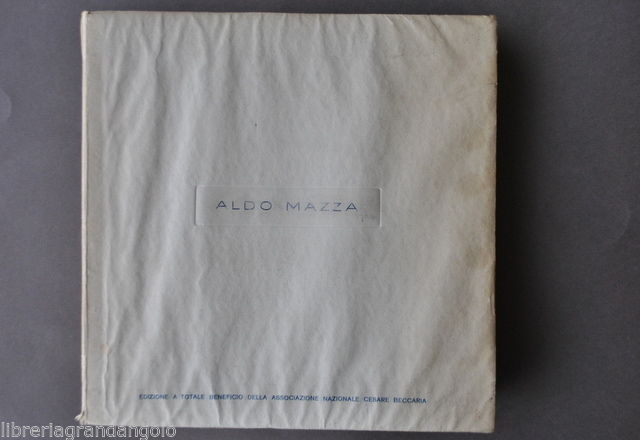 ALDO MAZZA
EDIZIONE A TOTALE BENEFICIO DELLA ASSOCIAZIONE NAZIONALE CESARE BECCARIA
libreriagrandangolo